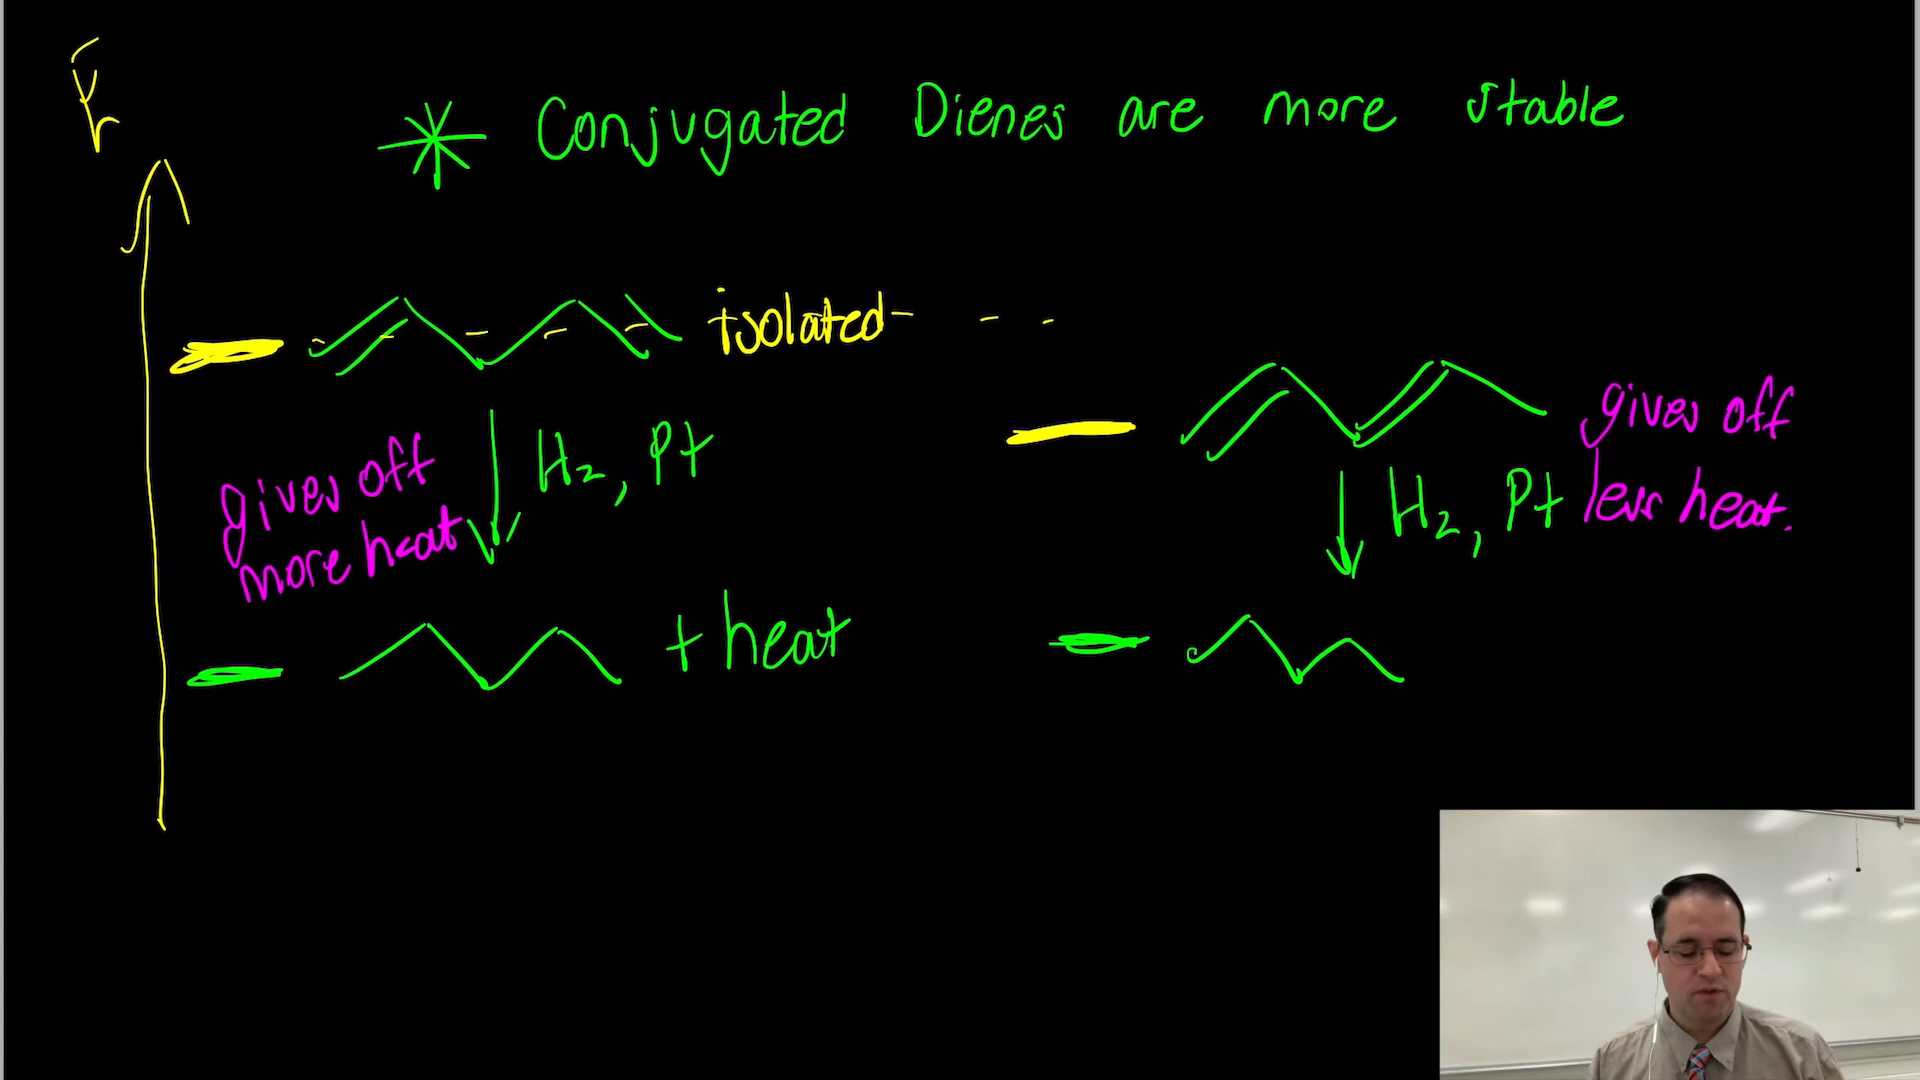 * Conjugated Dienes are more stable
isolated
gives off
more heat
H2, Pt
+ heat
gives off
less heat.
H2, Pt